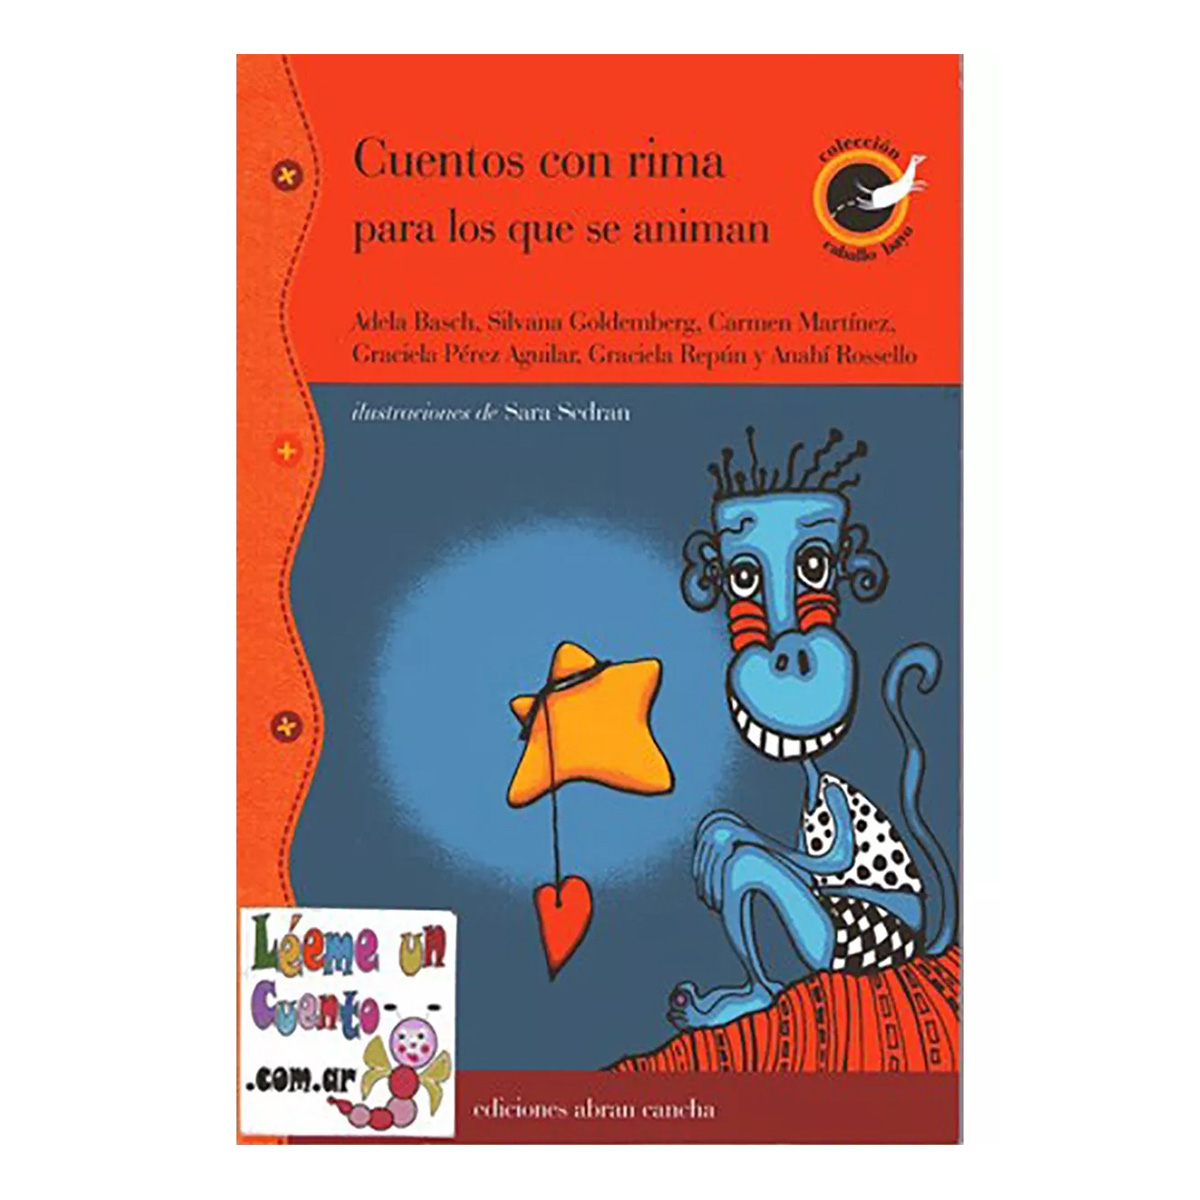 Cuentos con rima
para los que se animan
colección
caballo bayo
Adela Basch, Silvana Goldemberg, Carmen Martínez,
Graciela Pérez Aguilar, Graciela Repún y Anahí Rossello
ilustraciones de Sara Sedran
Léeme un
Cuento
.com.ar
ediciones abran cancha